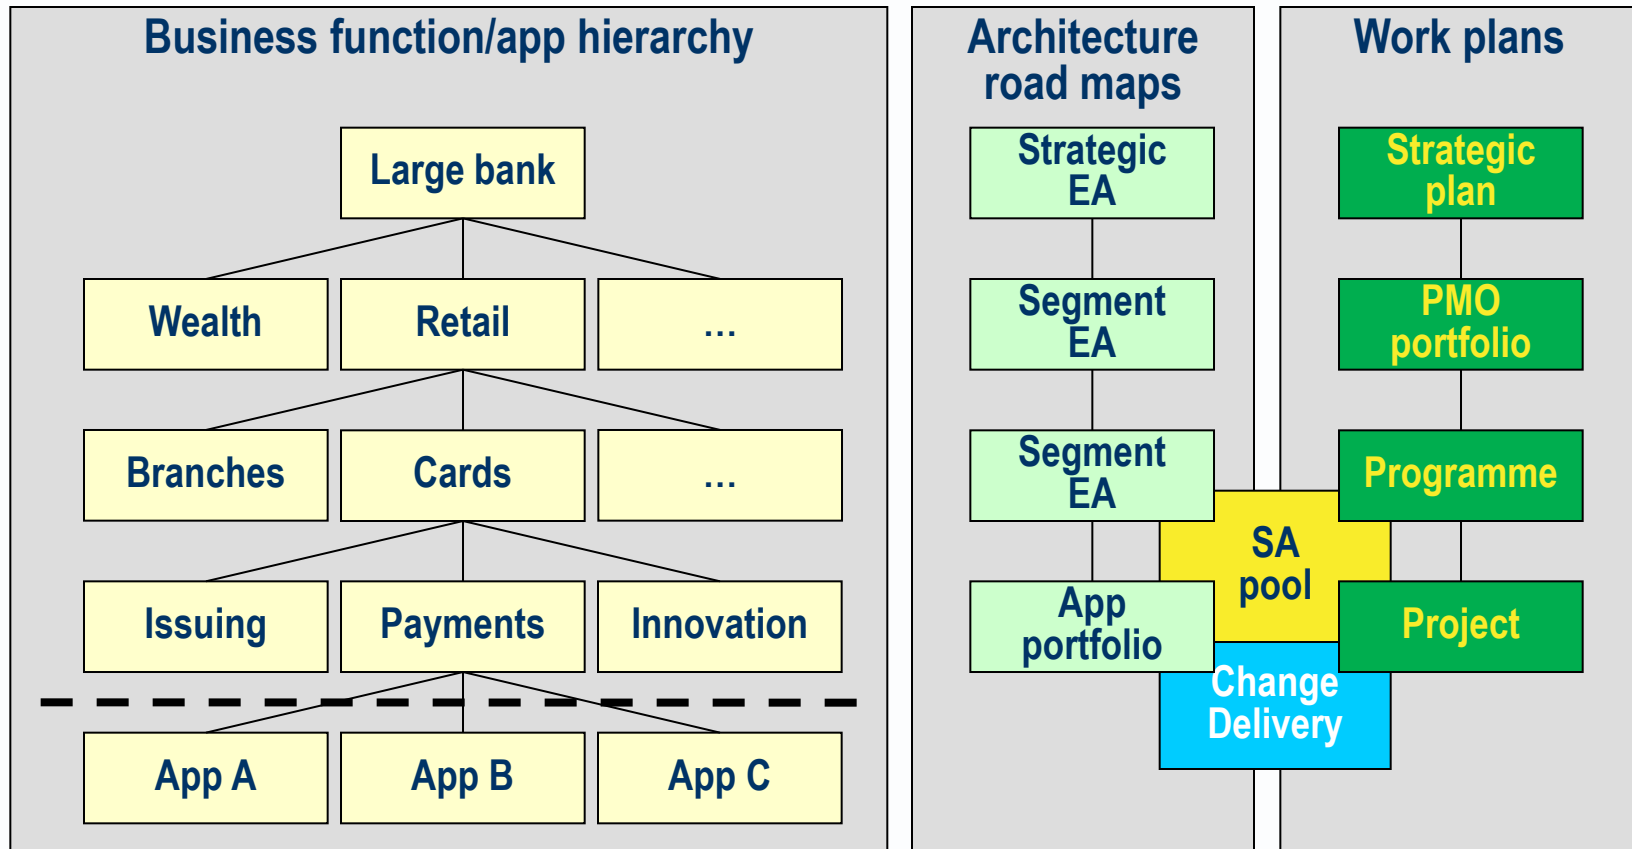 Business function/app hierarchy
Large bank
Wealth
Retail
…
Branches
Cards
…
Issuing
Payments
Innovation
App A
App B
App C
Architecture
road maps
Strategic
EA
Segment
EA
Segment
EA
App
portfolio
SA
pool
Change
Delivery
Work plans
Strategic
plan
PMO
portfolio
Programme
Project